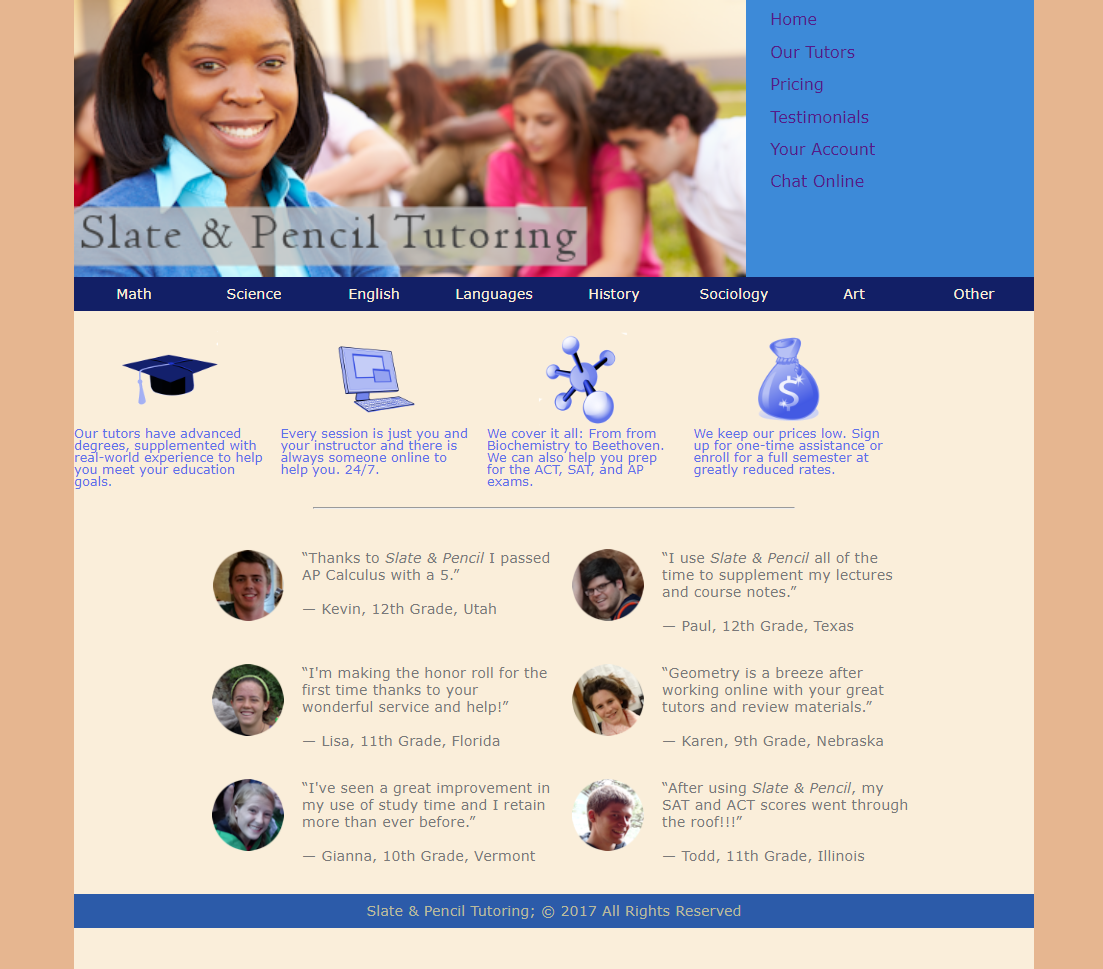 Home
Our Tutors
Pricing
Testimonials
Your Account
Chat Online
Slate & Pencil Tutoring
Math Science English Languages History Sociology Art Other
$
Our tutors have advanced
degrees, supplemented with
real-world experience to help
you meet your education
goals.
Every session is just you and
your instructor and there is
always someone online to
help you. 24/7.
We cover it all: From from
Biochemistry to Beethoven.
We can also help you prep
for the ACT, SAT, and AP
exams.
We keep our prices low. Sign
up for one-time assistance or
enroll for a full semester at
greatly reduced rates.
“Thanks to Slate & Pencil I passed
AP Calculus with a 5.”
— Kevin, 12th Grade, Utah
“I use Slate & Pencil all of the
time to supplement my lectures
and course notes.”
— Paul, 12th Grade, Texas
“I'm making the honor roll for the
first time thanks to your
wonderful service and help!”
— Lisa, 11th Grade, Florida
“Geometry is a breeze after
working online with your great
tutors and review materials.”
— Karen, 9th Grade, Nebraska
“I've seen a great improvement in
my use of study time and I retain
more than ever before.”
— Gianna, 10th Grade, Vermont
“After using Slate & Pencil, my
SAT and ACT scores went through
the roof!!!”
— Todd, 11th Grade, Illinois
Slate & Pencil Tutoring; © 2017 All Rights Reserved